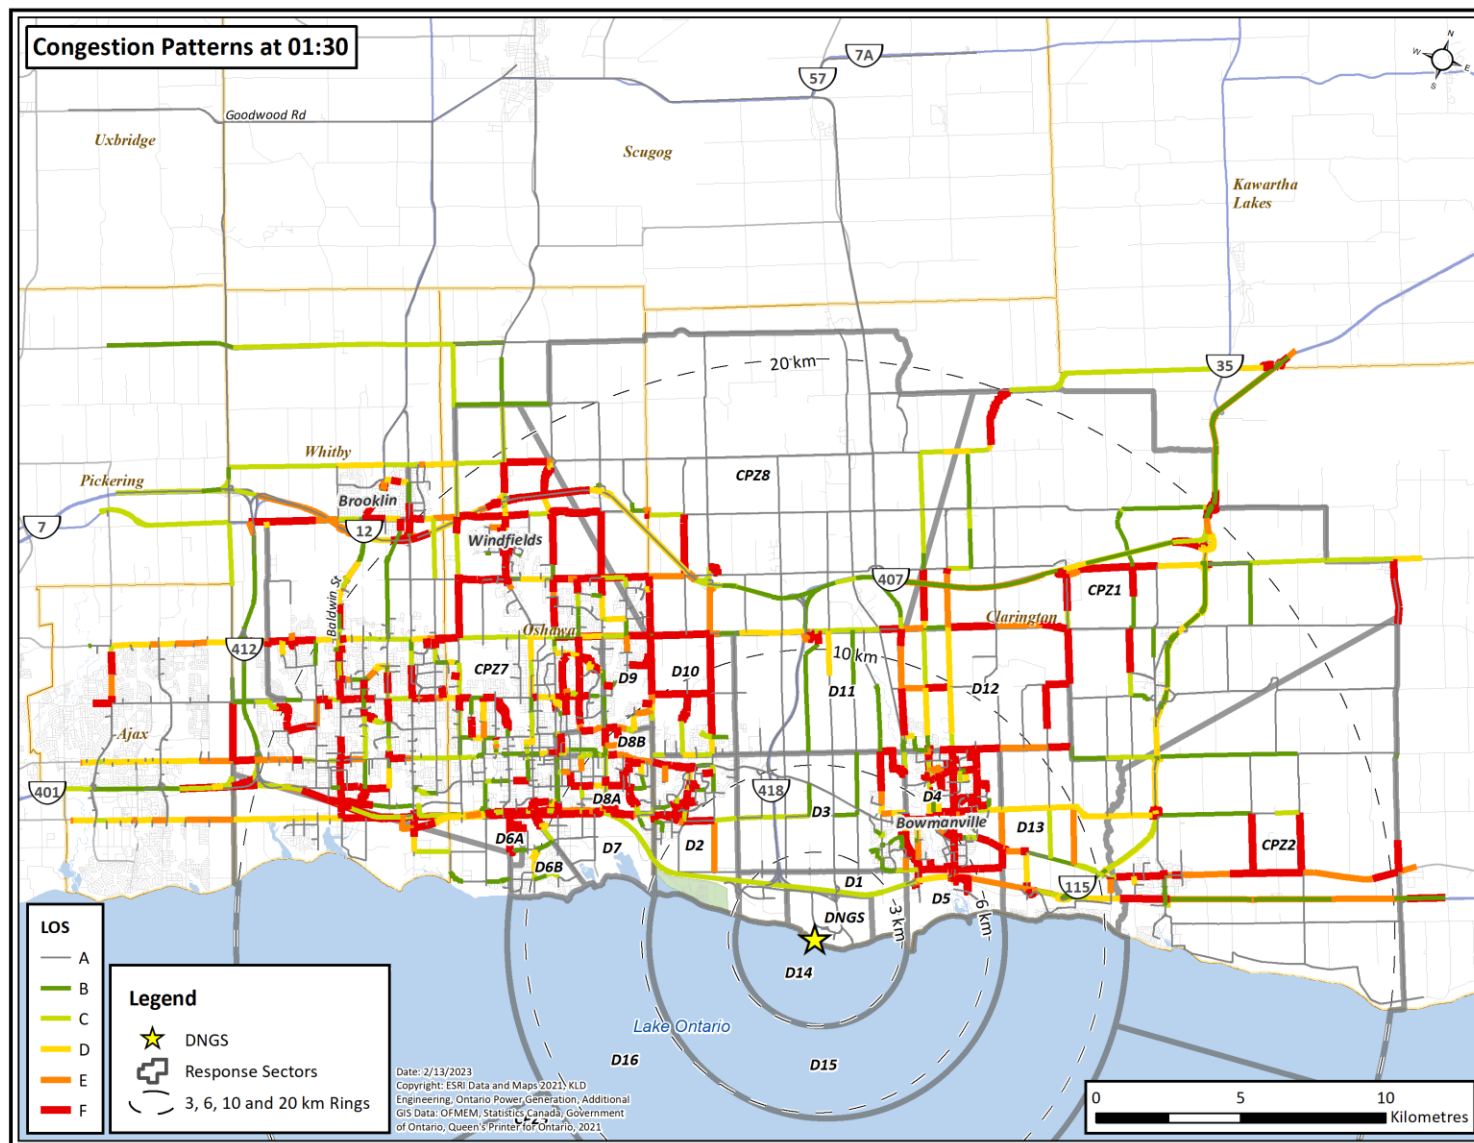 Congestion Patterns at 01:30
N
W
E
S
7A
57
Goodwood Rd
Uxbridge
Scugog
Kawartha
Lakes
20 km
35
Whitby
Pickering
CPZ8
Brooklin
7
12
Windfields
407
CPZ1
Baldwin St
Clarington
Oshawa
412
10 km
CPZ7
D9
D10
D11
D12
Ajax
D8B
401
418
D8A
D4
D3
Bowmanville
D13
D6A
D7
D2
CPZ2
D6B
D1
115
D5
DNGS
3 km
6 km
D14
Lake Ontario
D16
D15
LOS
A
B
C
D
E
F
Legend
DNGS
Response Sectors
3, 6, 10 and 20 km Rings
Date: 2/13/2023
Copyright: ESRI Data and Maps 2021, KLD
Engineering, Ontario Power Generation, Additional
GIS Data: OFMEM, Statistics Canada, Government
of Ontario, Queen's Printer for Ontario, 2021
0
5
10
Kilometres